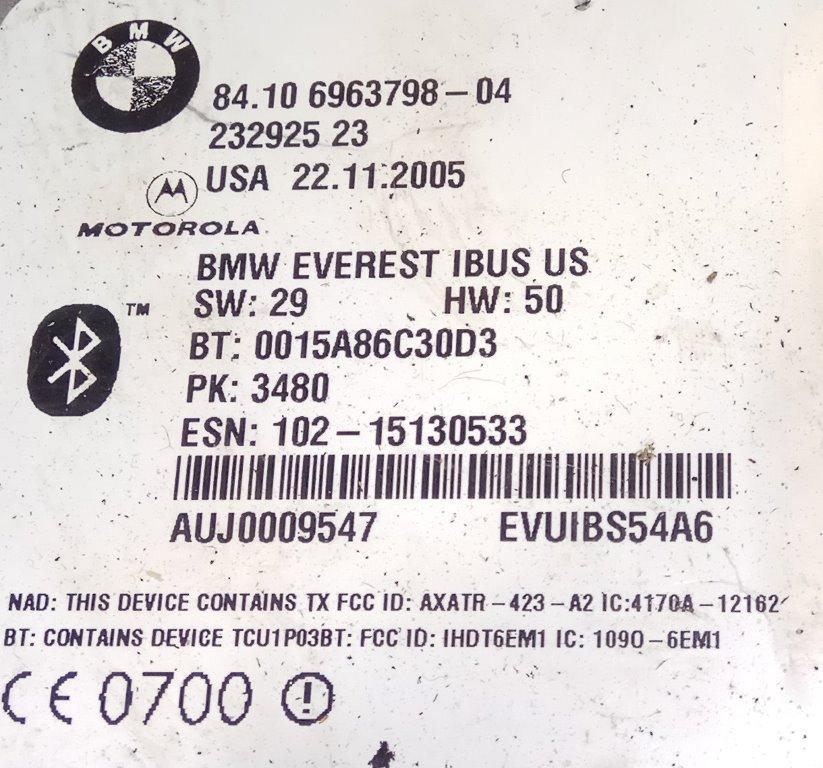 BMW
84.10 6963798-04
232925 23
USA 22.11.2005
MOTOROLA
BMW EVEREST IBUS US
SW: 29 HW: 50
TM
BT: 0015A86C30D3
PK: 3480
ESN: 102-15130533
AUJ0009547 EVUIBS54A6
NAD: THIS DEVICE CONTAINS TX FCC ID: AXATR-423-A2 IC:4170A-12162
BT: CONTAINS DEVICE TCU1P03BT: FCC ID: IHDT6EM1 IC: 109O-6EM1
CE 0700 !